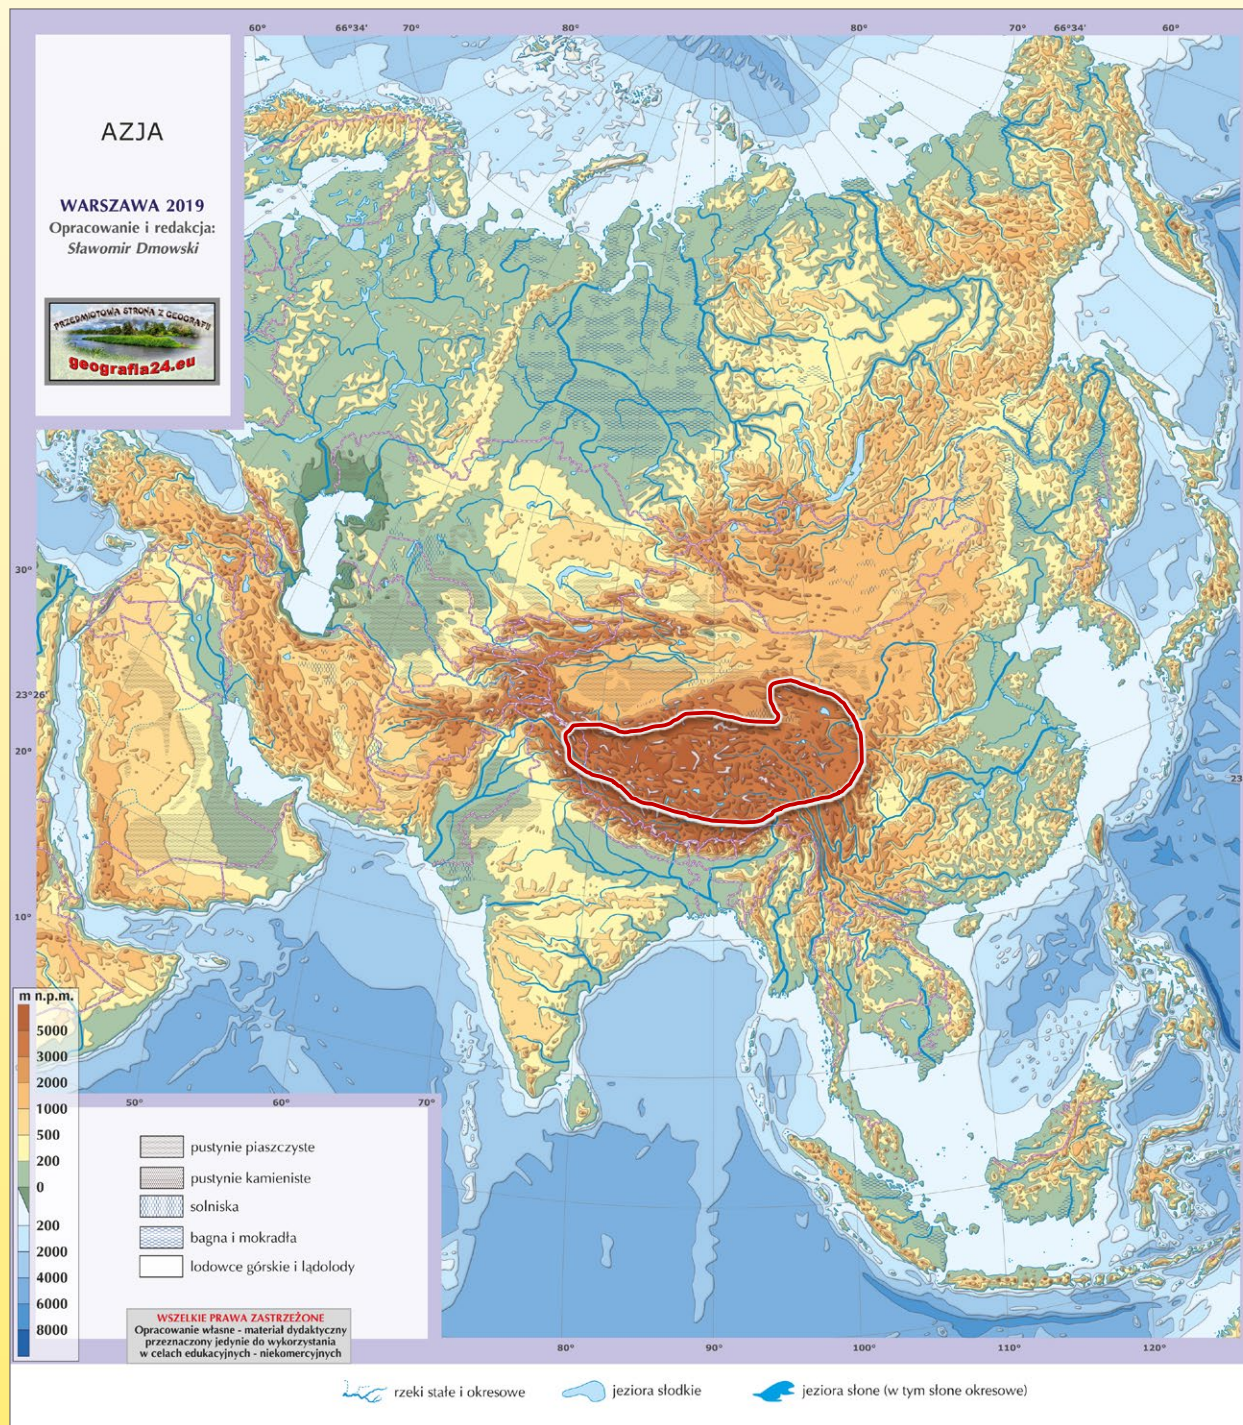 60° 66°34' 70° 80° 80° 70° 66°34' 60°
AZJA
WARSZAWA 2019
Opracowanie i redakcja:
Sławomir Dmowski
PRZEDMIOTOWA STRONA Z GEOGRAFII
geografia24.eu
30°
23°26'
20°
23
10°
m n.p.m.
5000
3000
2000
1000
500
200
0
200
2000
4000
6000
8000
50° 60° 70°
pustynie piaszczyste
pustynie kamieniste
solniska
bagna i mokradła
lodowce górskie i lądolody
WSZELKIE PRAWA ZASTRZEŻONE
Opracowanie własne - materiał dydaktyczny
przeznaczony jedynie do wykorzystania
w celach edukacyjnych - niekomercyjnych
80° 90° 100° 110° 120°
rzeki stałe i okresowe jeziora słodkie jeziora słone (w tym słone okresowe)